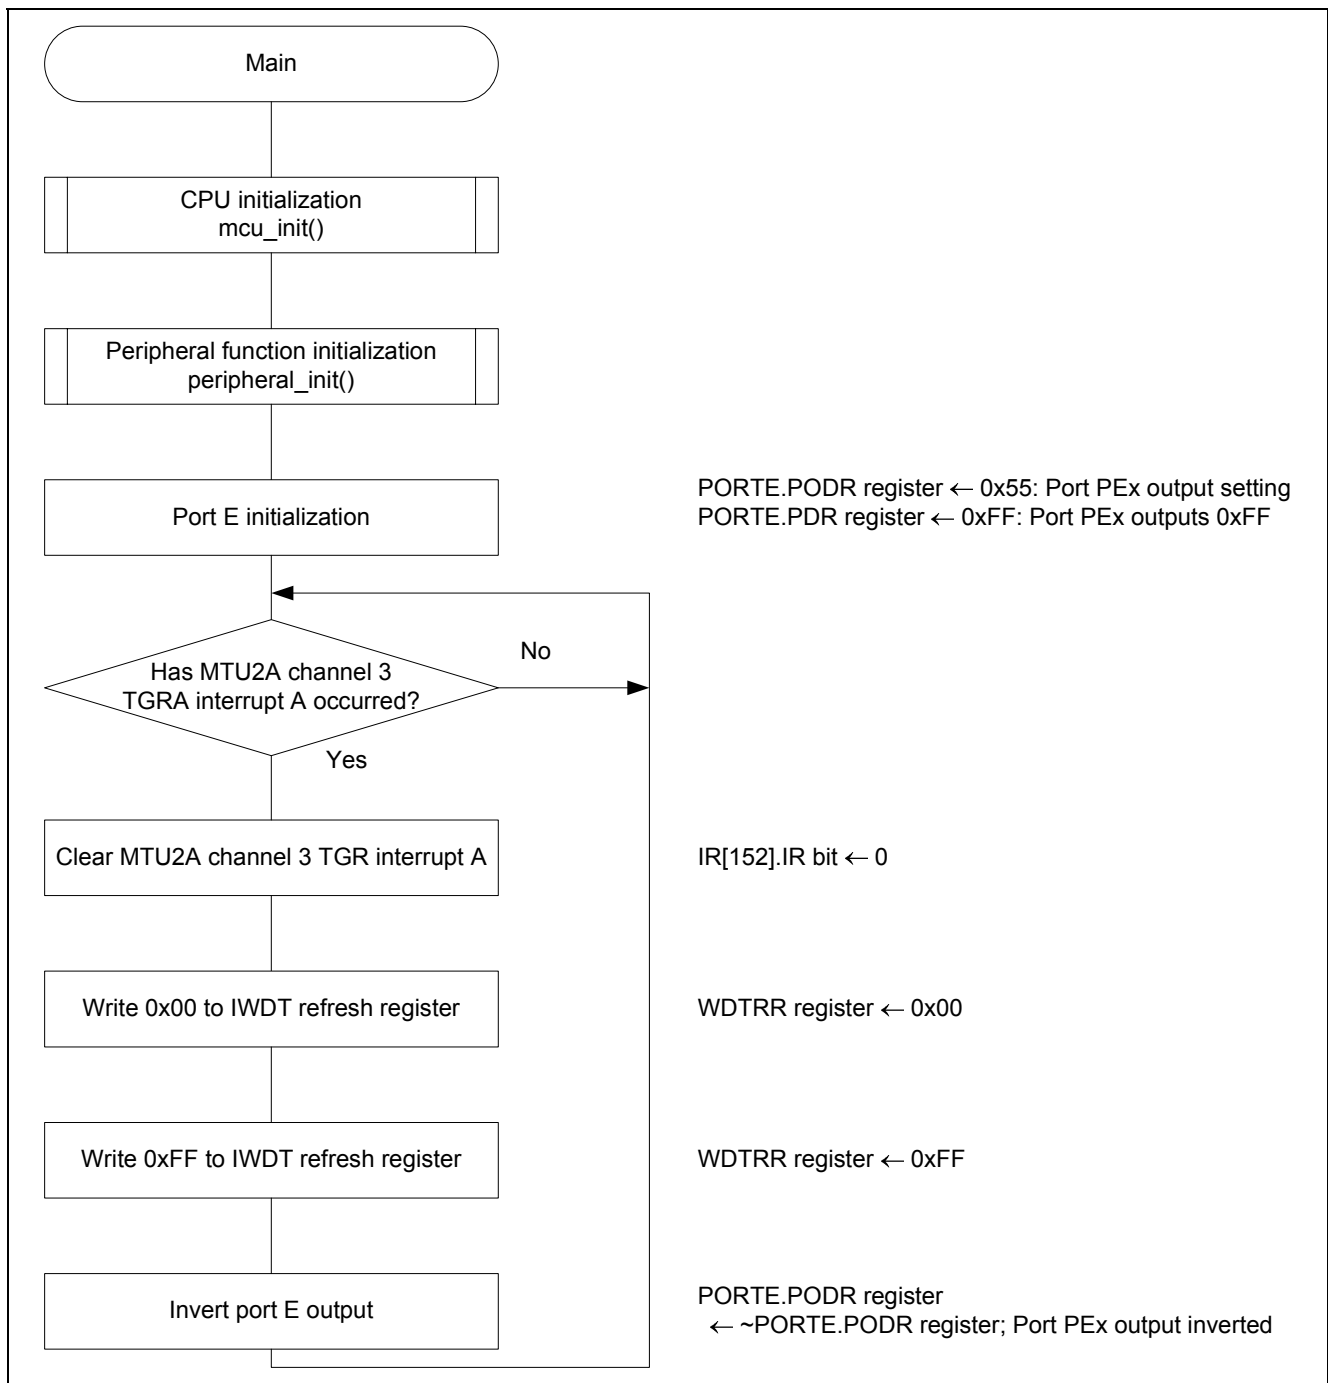 Main
CPU initialization
mcu_init()
Peripheral function initialization
peripheral_init()
Port E initialization
PORTE.PODR register ← 0x55: Port PEx output setting
PORTE.PDR register ← 0xFF: Port PEx outputs 0xFF
Has MTU2A channel 3
TGRA interrupt A occurred?
No
Yes
Clear MTU2A channel 3 TGR interrupt A
IR[152].IR bit ← 0
Write 0x00 to IWDT refresh register
WDTRR register ← 0x00
Write 0xFF to IWDT refresh register
WDTRR register ← 0xFF
Invert port E output
PORTE.PODR register
← ~PORTE.PODR register; Port PEx output inverted